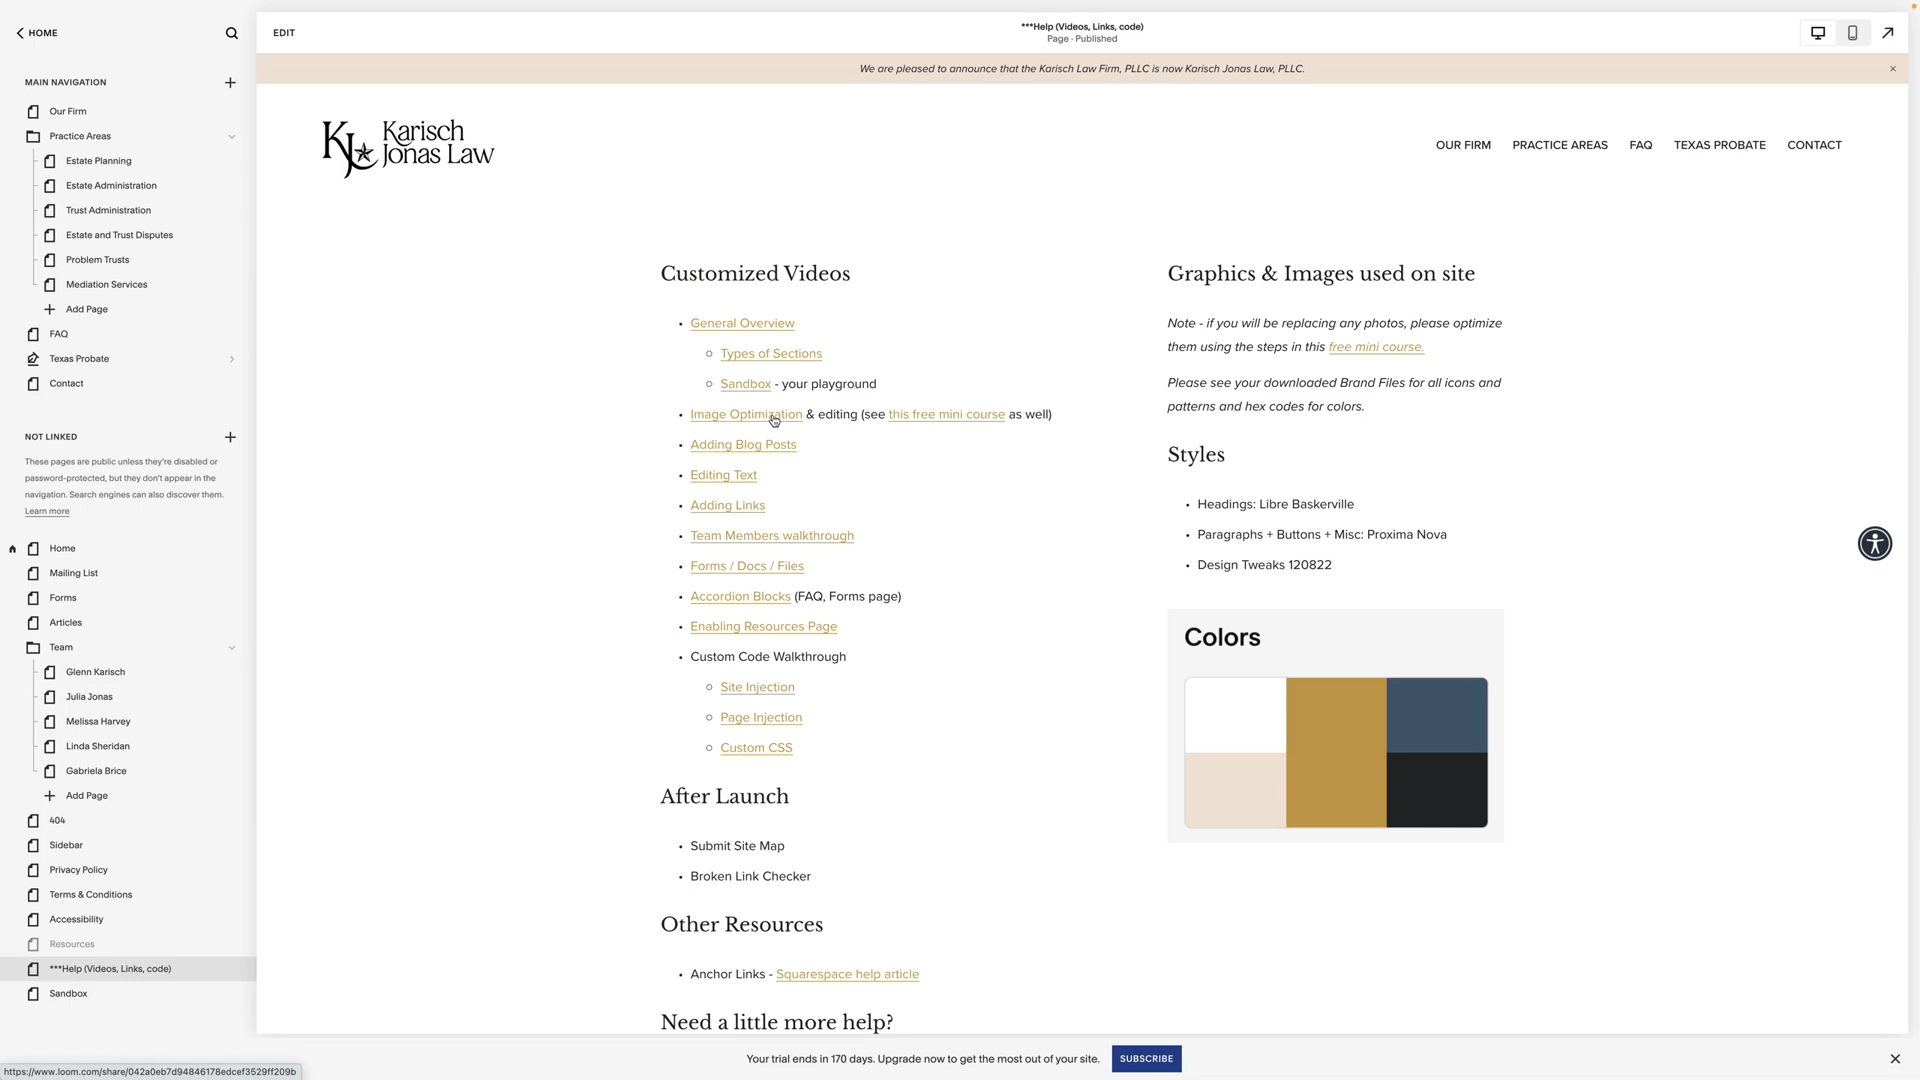 HOME
MAIN NAVIGATION
Our Firm
Practice Areas
Estate Planning
Estate Administration
Trust Administration
Estate and Trust Disputes
Problem Trusts
Mediation Services
Add Page
FAQ
Texas Probate
Contact
NOT LINKED
These pages are public unless they're disabled or
password-protected, but they don't appear in the
navigation. Search engines can also discover them.
Learn more
Home
Mailing List
Forms
Articles
Team
Glenn Karisch
Julia Jonas
Melissa Harvey
Linda Sheridan
Gabriela Brice
Add Page
404
Sidebar
Privacy Policy
Terms & Conditions
Accessibility
Resources
***Help (Videos, Links, code)
Sandbox
https://www.loom.com/share/042a0eb7d94846178edcef3529ff209b
EDIT
***Help (Videos, Links, code)
Page · Published
We are pleased to announce that the Karisch Law Firm, PLLC is now Karisch Jonas Law, PLLC.
KJ Karisch
Jonas Law
OUR FIRM PRACTICE AREAS FAQ TEXAS PROBATE CONTACT
Customized Videos
General Overview
Types of Sections
Sandbox - your playground
Image Optimization & editing (see this free mini course as well)
Adding Blog Posts
Editing Text
Adding Links
Team Members walkthrough
Forms / Docs / Files
Accordion Blocks (FAQ, Forms page)
Enabling Resources Page
Custom Code Walkthrough
Site Injection
Page Injection
Custom CSS
After Launch
Submit Site Map
Broken Link Checker
Other Resources
Anchor Links - Squarespace help article
Need a little more help?
Graphics & Images used on site
Note - if you will be replacing any photos, please optimize
them using the steps in this free mini course.
Please see your downloaded Brand Files for all icons and
patterns and hex codes for colors.
Styles
Headings: Libre Baskerville
Paragraphs + Buttons + Misc: Proxima Nova
Design Tweaks 120822
Colors
Your trial ends in 170 days. Upgrade now to get the most out of your site.
SUBSCRIBE